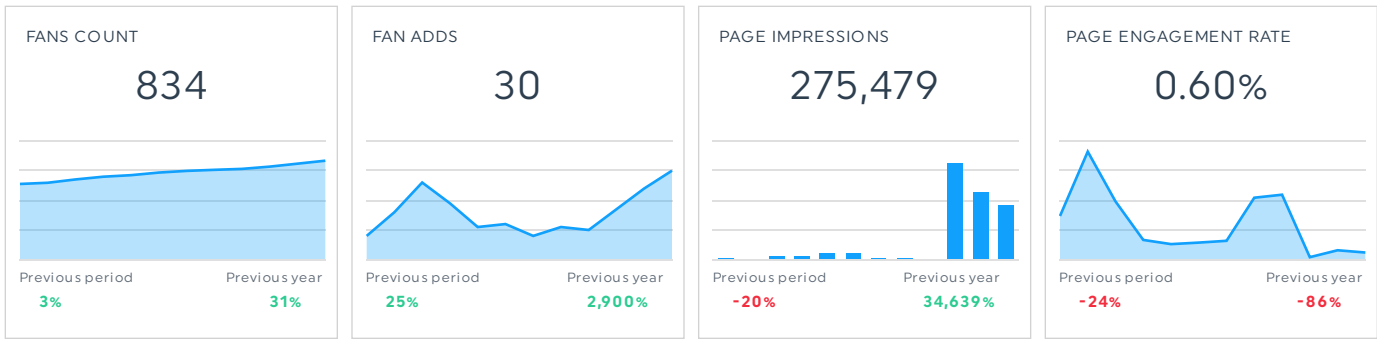 FANS COUNT
834
Previous period Previous year
3% 31%
FAN ADDS
30
Previous period Previous year
25% 2,900%
PAGE IMPRESSIONS
275,479
Previous period Previous year
-20% 34,639%
PAGE ENGAGEMENT RATE
0.60%
Previous period Previous year
-24% -86%